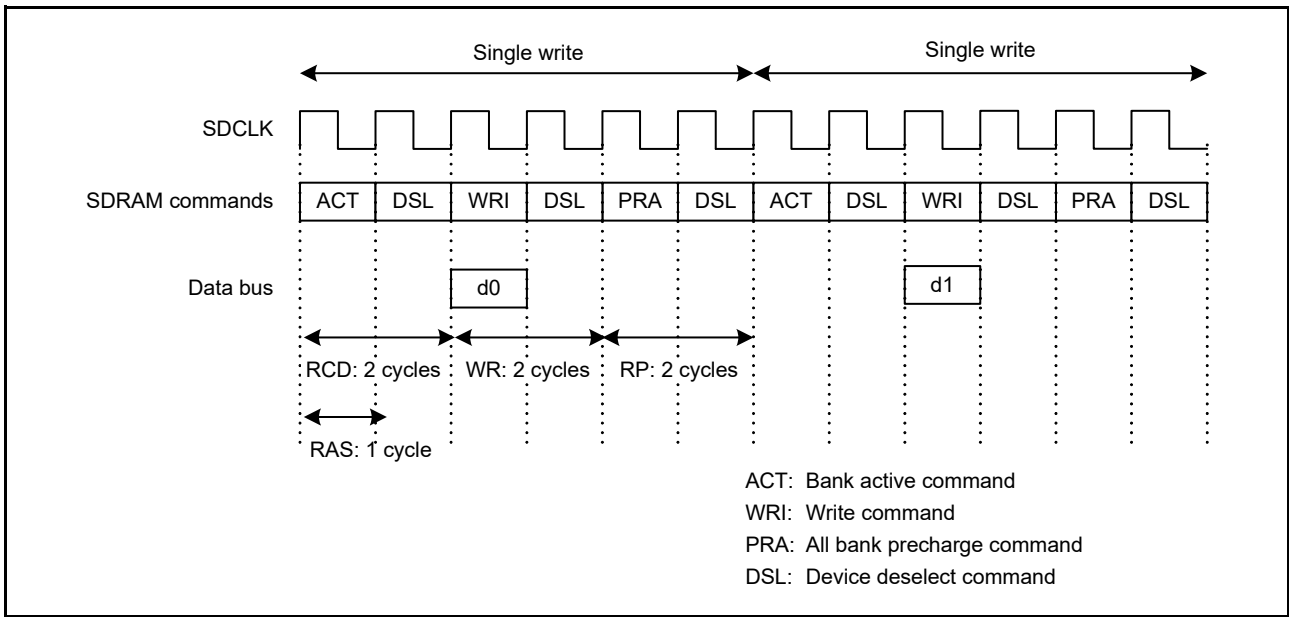 Single write Single write
SDCLK
SDRAM commands ACT DSL WRI DSL PRA DSL ACT DSL WRI DSL PRA DSL
Data bus d0 d1
RCD: 2 cycles WR: 2 cycles RP: 2 cycles
RAS: 1 cycle
ACT: Bank active command
WRI: Write command
PRA: All bank precharge command
DSL: Device deselect command